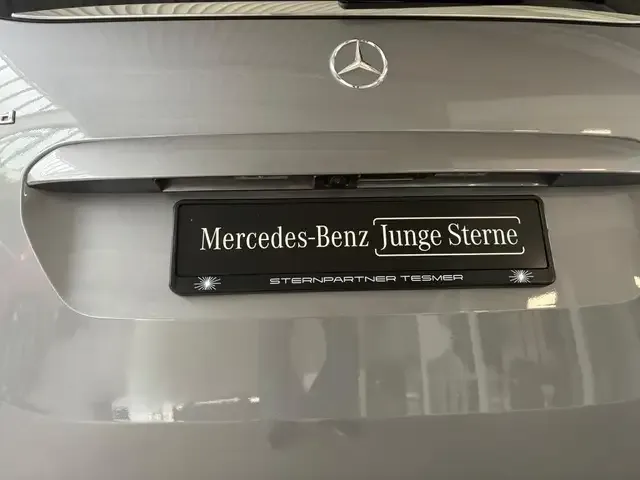 d
Mercedes-Benz Junge Sterne
STERNPARTNER TESMER